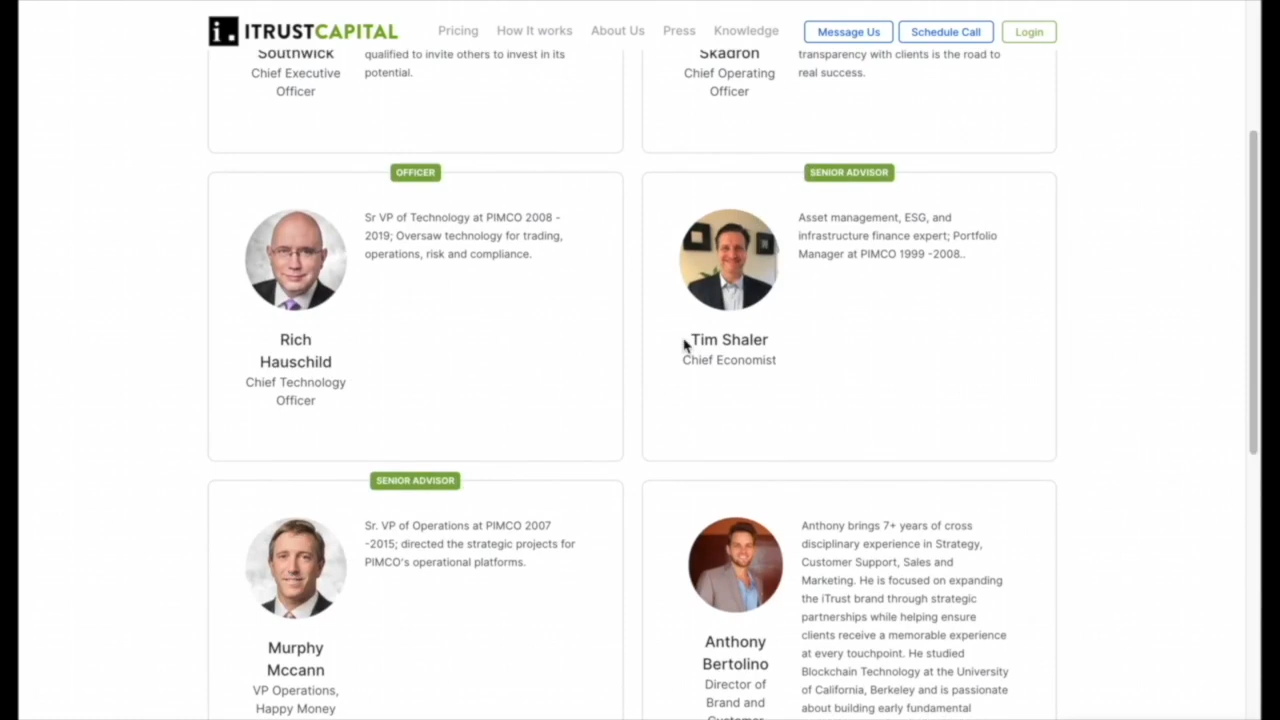 i. ITRUSTCAPITAL
Pricing
How It works
About Us
Press
Knowledge
Message Us
Schedule Call
Login
Southwick
Chief Executive
Officer
qualified to invite others to invest in its
potential.
Skadron
Chief Operating
Officer
transparency with clients is the road to
real success.
OFFICER
Rich
Hauschild
Chief Technology
Officer
Sr VP of Technology at PIMCO 2008 -
2019; Oversaw technology for trading,
operations, risk and compliance.
SENIOR ADVISOR
Tim Shaler
Chief Economist
Asset management, ESG, and
infrastructure finance expert; Portfolio
Manager at PIMCO 1999 -2008..
SENIOR ADVISOR
Murphy
Mccann
VP Operations,
Happy Money
Sr. VP of Operations at PIMCO 2007
-2015; directed the strategic projects for
PIMCO's operational platforms.
Anthony
Bertolino
Director of
Brand and
Customer
Anthony brings 7+ years of cross
disciplinary experience in Strategy,
Customer Support, Sales and
Marketing. He is focused on expanding
the iTrust brand through strategic
partnerships while helping ensure
clients receive a memorable experience
at every touchpoint. He studied
Blockchain Technology at the University
of California, Berkeley and is passionate
about building early fundamental